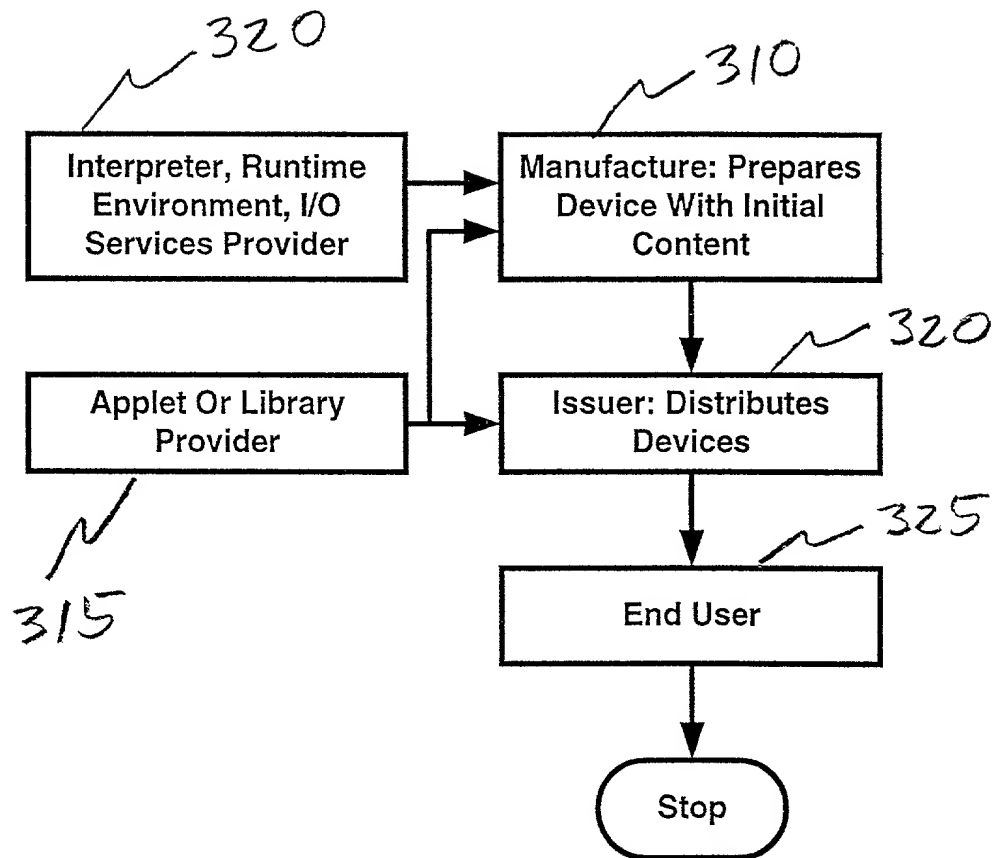 320
310
Interpreter, Runtime
Environment, I/O
Services Provider
Manufacture: Prepares
Device With Initial
Content
320
Applet Or Library
Provider
Issuer: Distributes
Devices
325
315
End User
Stop